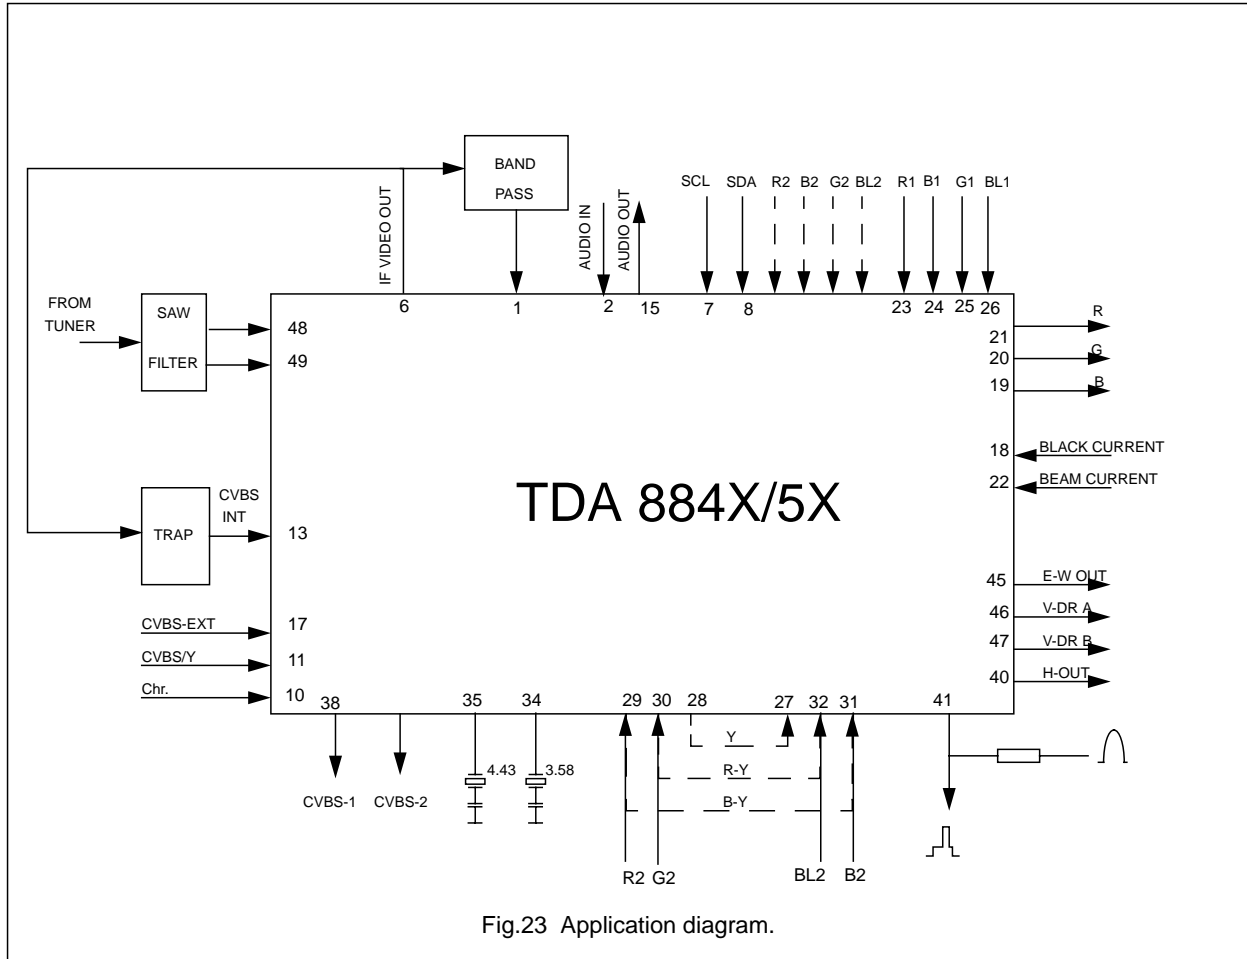 BAND
PASS
IF VIDEO OUT
AUDIO IN
AUDIO OUT
SCL SDA R2 B2 G2 BL2 R1 B1 G1 BL1
6 1 2 15 7 8 23 24 25 26
FROM
TUNER
SAW
FILTER
48
49
21 R
20 G
19 B
18 BLACK CURRENT
22 BEAM CURRENT
TDA 884X/5X
TRAP
CVBS
INT
13
45 E-W OUT
46 V-DR A
47 V-DR B
40 H-OUT
CVBS-EXT 17
CVBS/Y 11
Chr. 10
38 35 34 29 30 28 27 32 31 41
Y
R-Y
B-Y
4.43 3.58
CVBS-1 CVBS-2
R2 G2 BL2 B2
Fig.23 Application diagram.